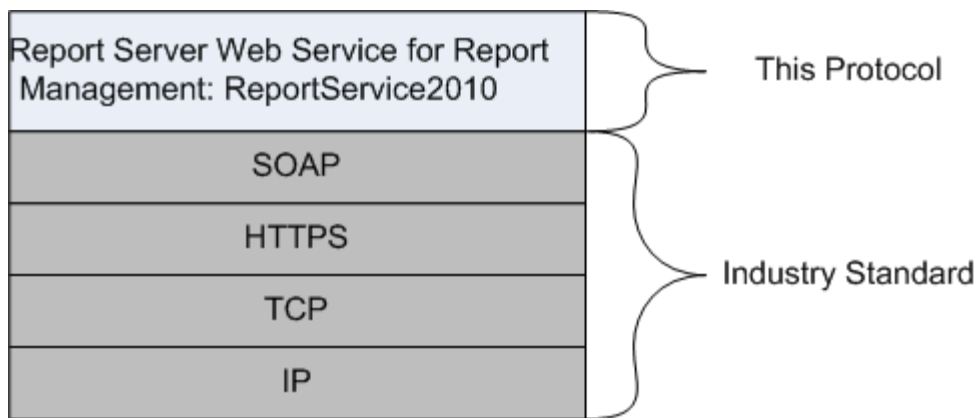 Report Server Web Service for Report
Management: ReportService2010
This Protocol
SOAP
HTTPS
TCP
IP
Industry Standard